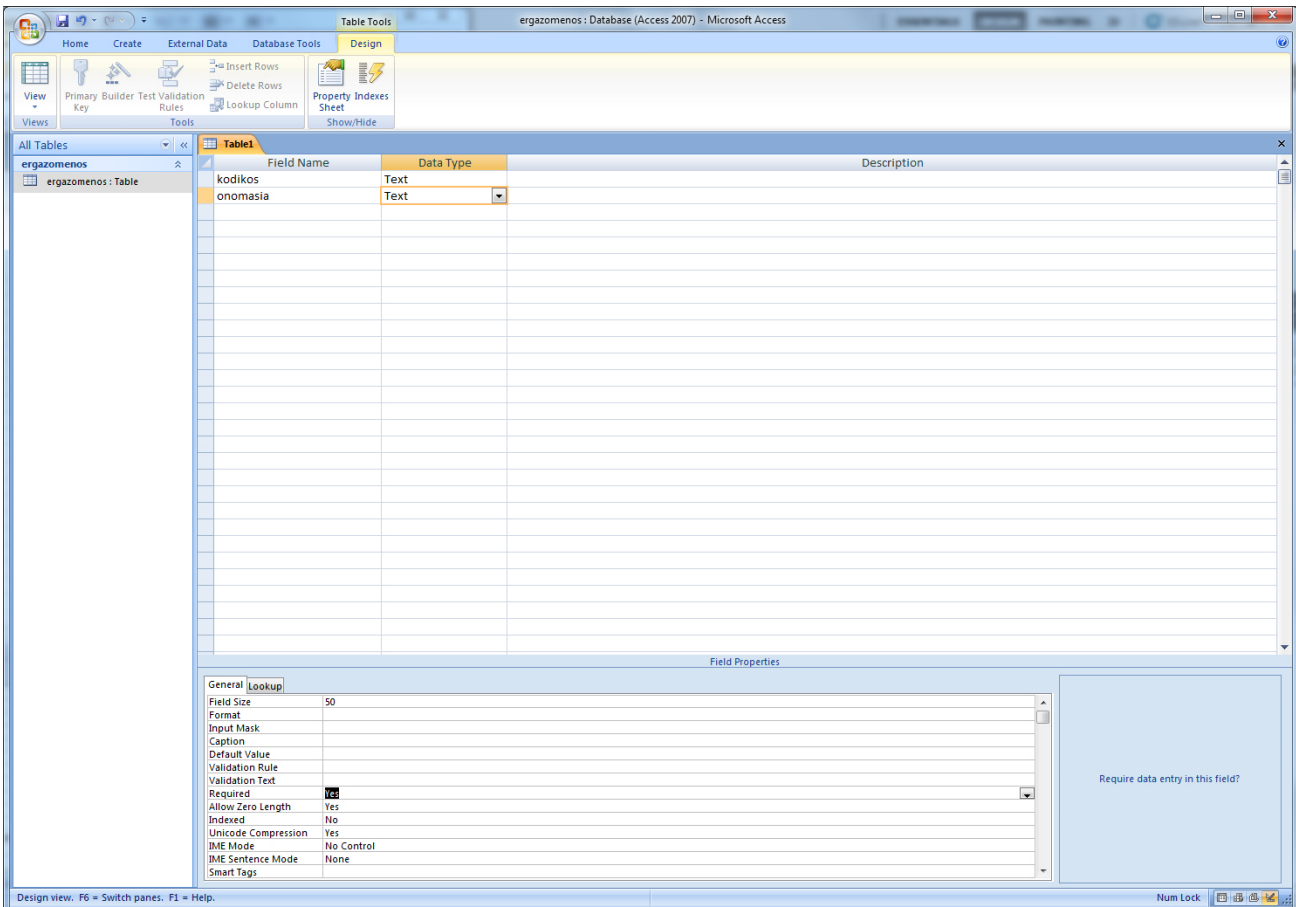 Table Tools
ergazomenos : Database (Access 2007) - Microsoft Access
Home Create External Data Database Tools Design
View
Views
Primary Key
Builder
Test Validation Rules
Insert Rows
Delete Rows
Lookup Column
Tools
Property Sheet
Indexes
Show/Hide
All Tables
ergazomenos
ergazomenos : Table
Table1
Field Name Data Type Description
kodikos Text
onomasia Text
Field Properties
General Lookup
Field Size 50
Format
Input Mask
Caption
Default Value
Validation Rule
Validation Text
Required Yes
Allow Zero Length Yes
Indexed No
Unicode Compression Yes
IME Mode No Control
IME Sentence Mode None
Smart Tags
Require data entry in this field?
Design view. F6 = Switch panes. F1 = Help.
Num Lock